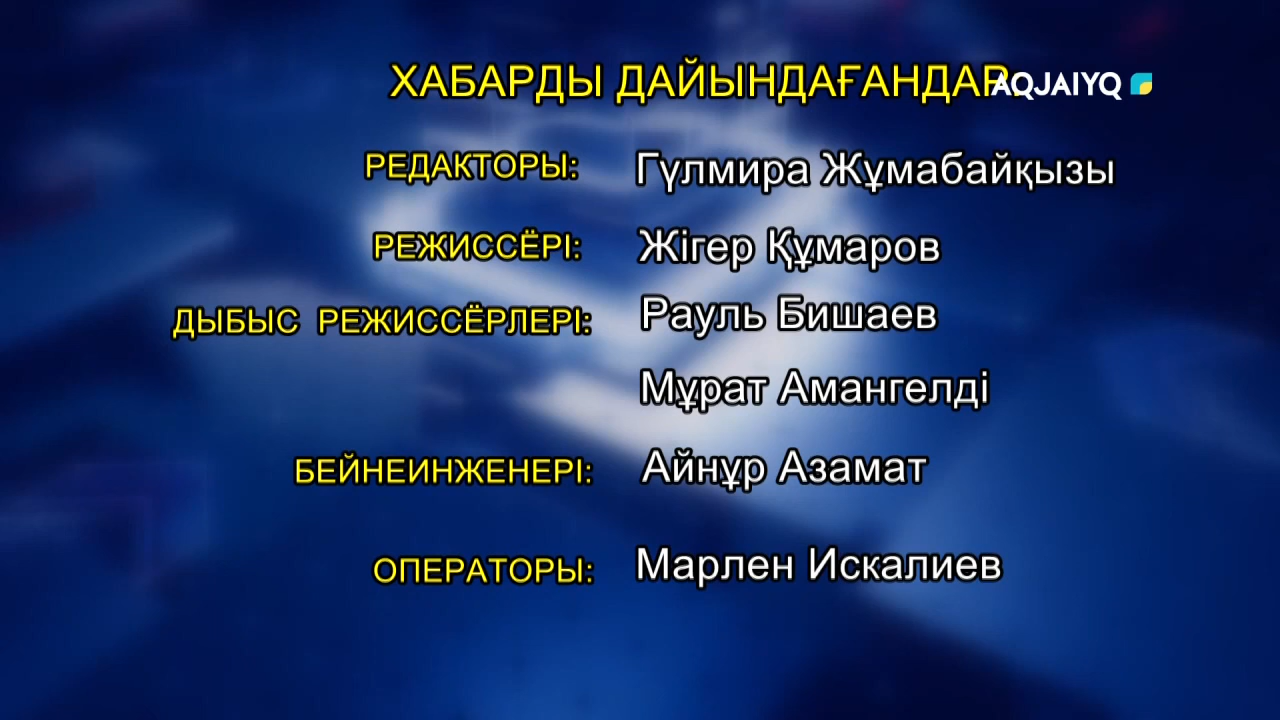 ХАБАРДЫ ДАЙЫНДАҒАНДАР:
AQJAIYQ
РЕДАКТОРЫ: Гүлмира Жұмабайқызы
РЕЖИССЁРІ: Жігер Құмаров
ДЫБЫС РЕЖИССЁРЛЕРІ: Рауль Бишаев
Мұрат Амангелді
БЕЙНЕИНЖЕНЕРІ: Айнұр Азамат
ОПЕРАТОРЫ: Марлен Искалиев